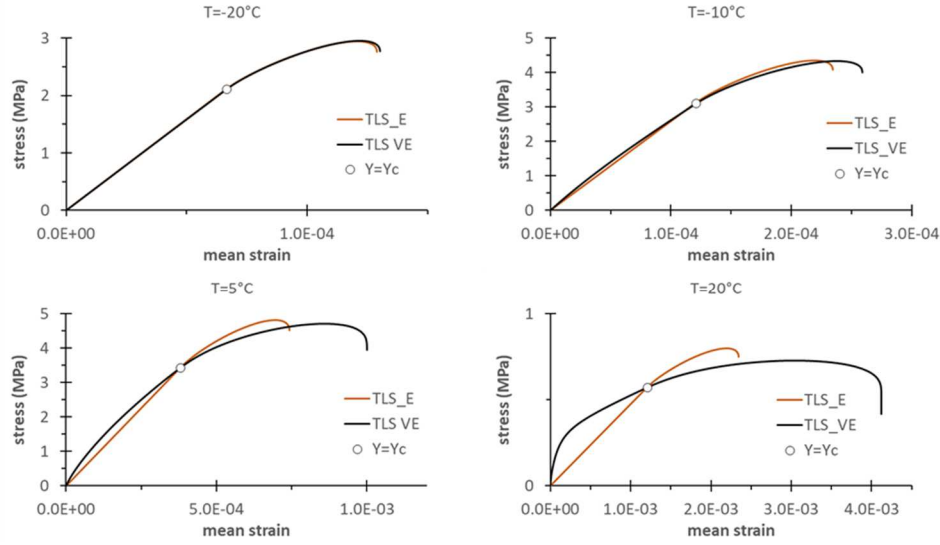 T=-20°C
3
2
1
0
stress (MPa)
TLS_E
TLS VE
Y=Yc
0.0E+00
1.0E-04
mean strain
T=-10°C
5
4
3
2
1
0
stress (MPa)
TLS_E
TLS_VE
Y=Yc
0.0E+00
1.0E-04
2.0E-04
3.0E-04
mean strain
T=5°C
5
4
3
2
1
0
stress (MPa)
TLS_E
TLS VE
Y=Yc
0.0E+00
5.0E-04
1.0E-03
mean strain
T=20°C
1
0
stress (MPa)
TLS_E
TLS_VE
Y=Yc
0.0E+00
1.0E-03
2.0E-03
3.0E-03
4.0E-03
mean strain